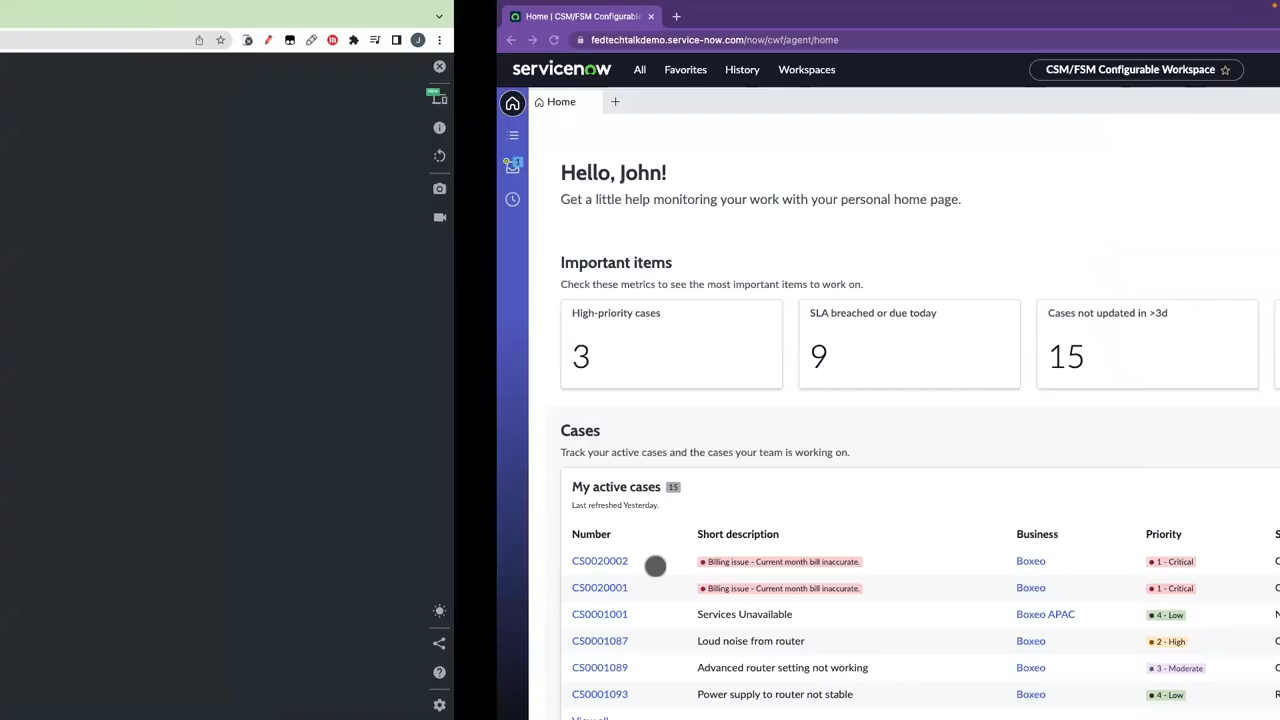 Home | CSM/FSM Configurable
fedtechtalkdemo.service-now.com/now/cwf/agent/home
J
NEW
servicenow
All
Favorites
History
Workspaces
CSM/FSM Configurable Workspace
Home
1
Hello, John!
Get a little help monitoring your work with your personal home page.
Important items
Check these metrics to see the most important items to work on.
High-priority cases
3
SLA breached or due today
9
Cases not updated in >3d
15
Cases
Track your active cases and the cases your team is working on.
My active cases 15
Last refreshed Yesterday.
Number Short description Business Priority S
CS0020002 Billing issue - Current month bill inaccurate. Boxeo 1 - Critical
CS0020001 Billing issue - Current month bill inaccurate. Boxeo 1 - Critical
CS0001001 Services Unavailable Boxeo APAC 4 - Low
CS0001087 Loud noise from router Boxeo 2 - High
CS0001089 Advanced router setting not working Boxeo 3 - Moderate
CS0001093 Power supply to router not stable Boxeo 4 - Low
View all